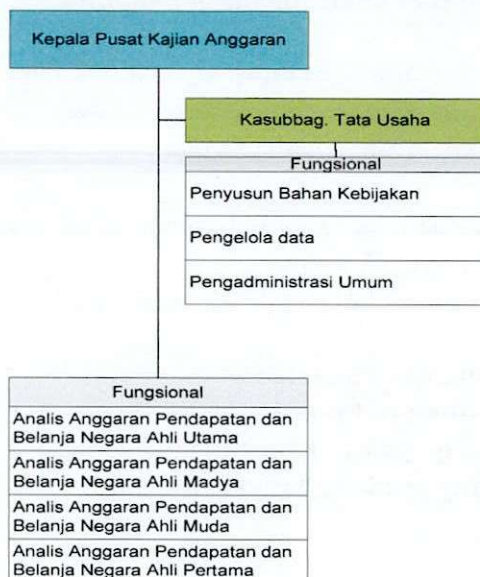 Kepala Pusat Kajian Anggaran
Kasubbag. Tata Usaha
Fungsional
Penyusun Bahan Kebijakan
Pengelola data
Pengadministrasi Umum
Fungsional
Analis Anggaran Pendapatan dan
Belanja Negara Ahli Utama
Analis Anggaran Pendapatan dan
Belanja Negara Ahli Madya
Analis Anggaran Pendapatan dan
Belanja Negara Ahli Muda
Analis Anggaran Pendapatan dan
Belanja Negara Ahli Pertama